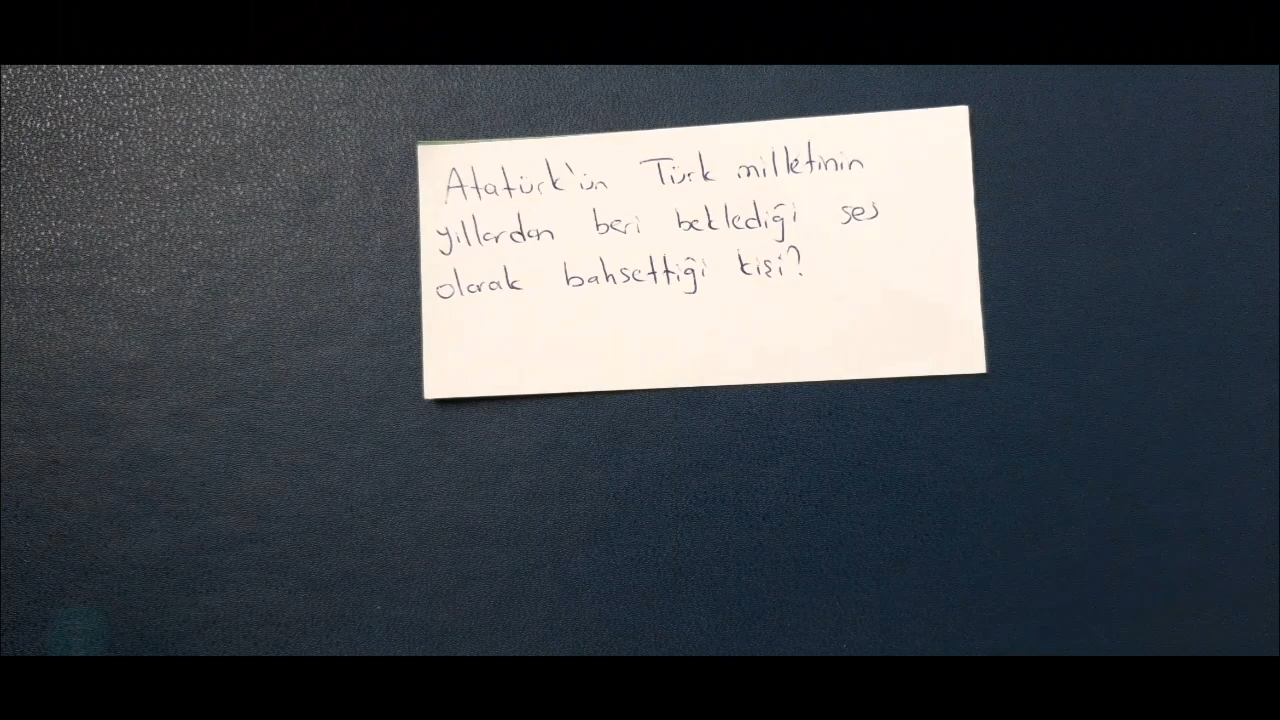 Atatürk'ün Türk milletinin
yıllardan beri beklediği ses
olarak bahsettiği kişi?